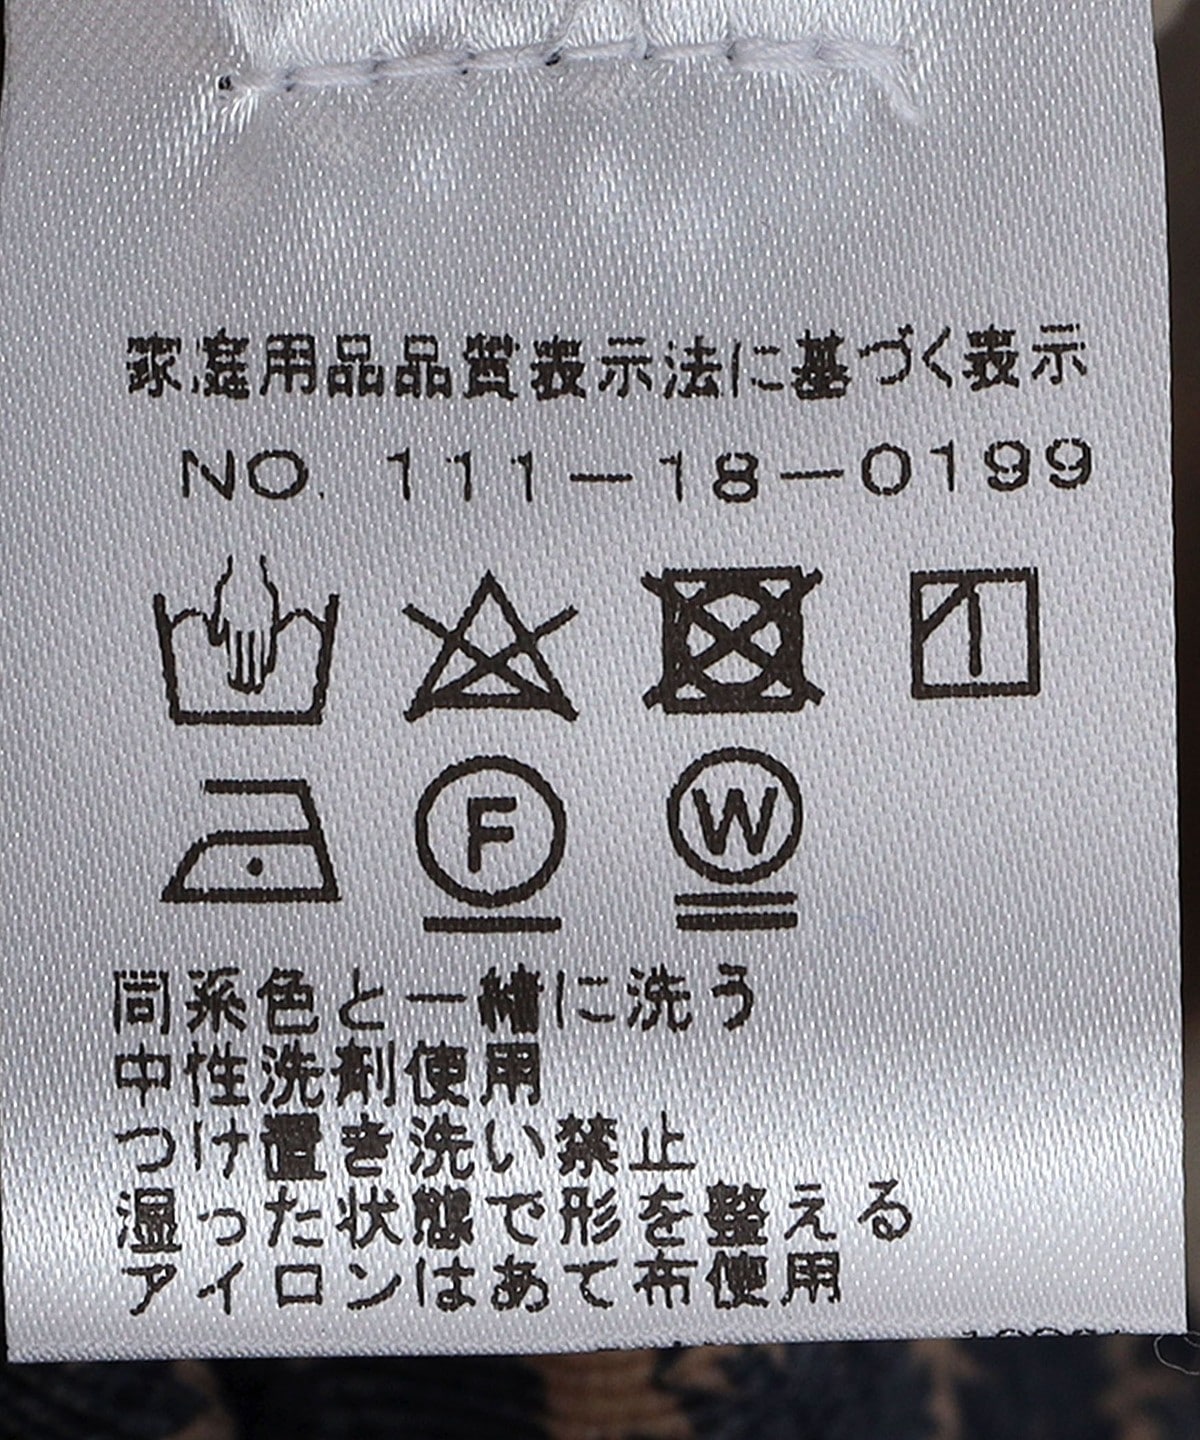 家庭用品品質表示法に基づく表示
NO. 111-18-0199
F W
同系色と一緒に洗う
中性洗剤使用
つけ置き洗い禁止
湿った状態で形を整える
アイロンはあて布使用